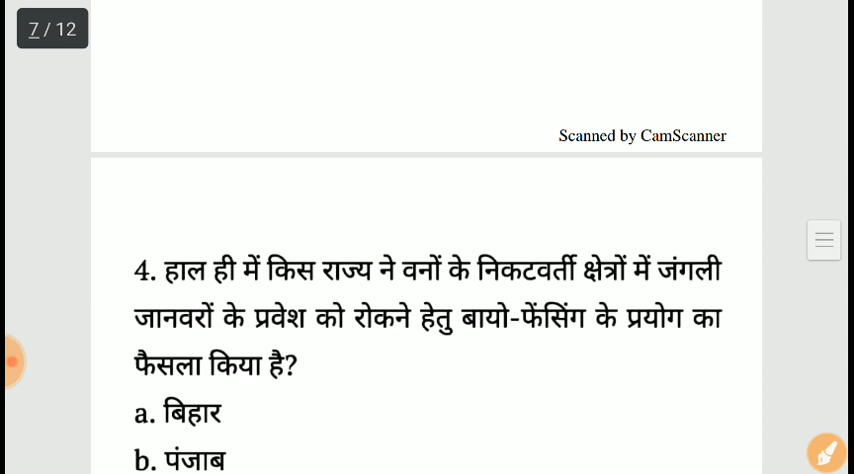 7 / 12
Scanned by CamScanner
4. हाल ही में किस राज्य ने वनों के निकटवर्ती क्षेत्रों में जंगली
जानवरों के प्रवेश को रोकने हेतु बायो-फेंसिंग के प्रयोग का
फैसला किया है?
a. बिहार
b. पंजाब